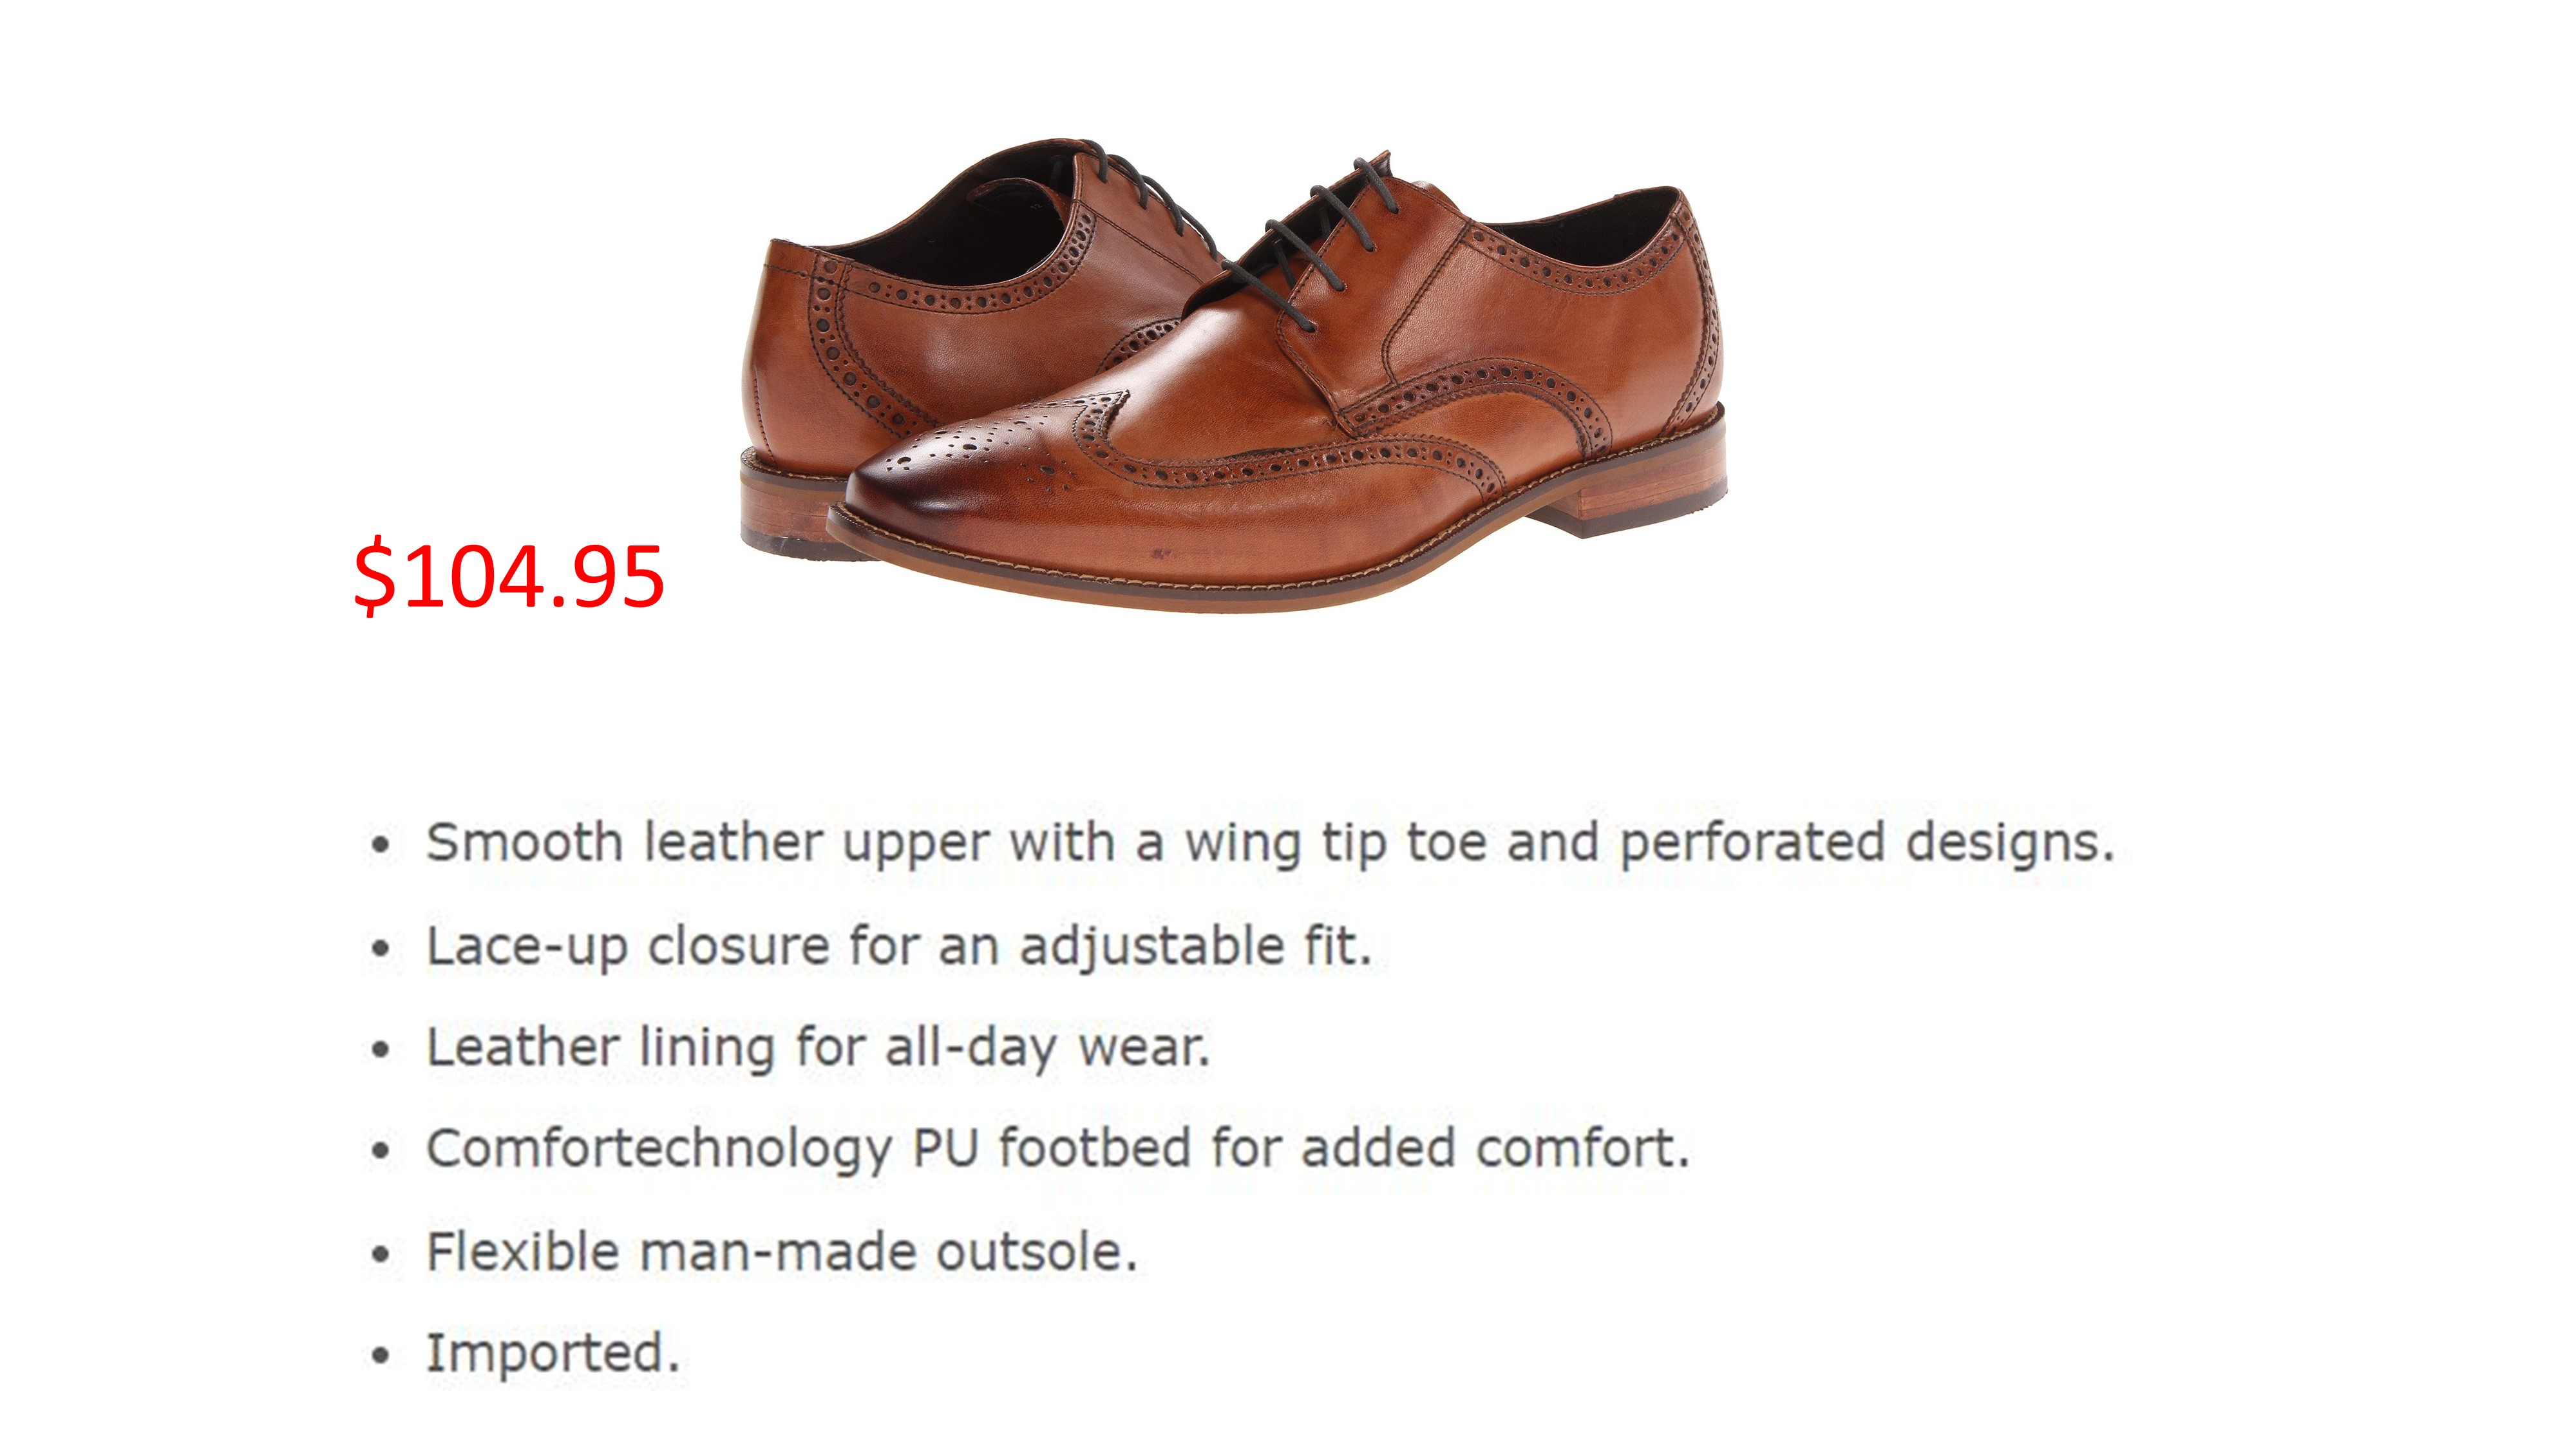 $104.95
• Smooth leather upper with a wing tip toe and perforated designs.
• Lace-up closure for an adjustable fit.
• Leather lining for all-day wear.
• Comfortechnology PU footbed for added comfort.
• Flexible man-made outsole.
• Imported.